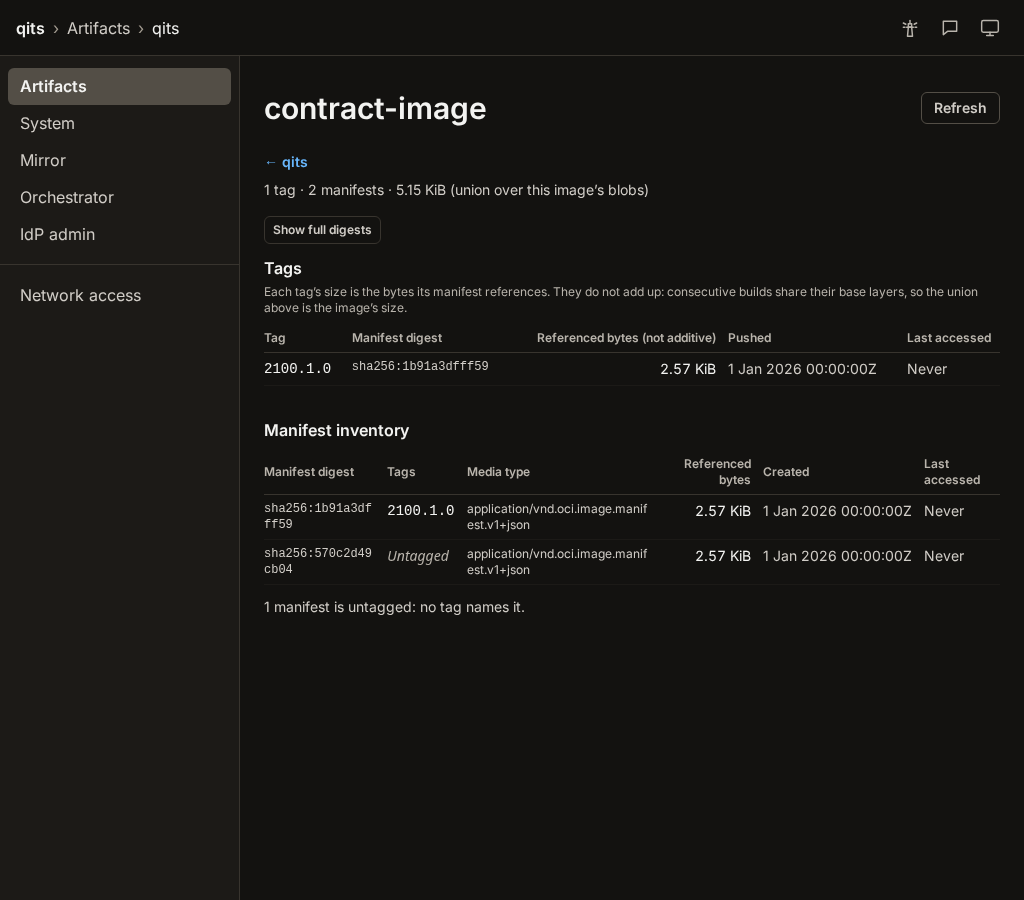 qits › Artifacts › qits
Artifacts
System
Mirror
Orchestrator
IdP admin
Network access
contract-image
Refresh
← qits
1 tag · 2 manifests · 5.15 KiB (union over this image’s blobs)
Show full digests
Tags
Each tag’s size is the bytes its manifest references. They do not add up: consecutive builds share their base layers, so the union
above is the image’s size.
Tag Manifest digest Referenced bytes (not additive) Pushed Last accessed
2100.1.0 sha256:1b91a3dfff59 2.57 KiB 1 Jan 2026 00:00:00Z Never
Manifest inventory
Manifest digest Tags Media type Referenced bytes Created Last accessed
sha256:1b91a3df 2100.1.0 application/vnd.oci.image.manif 2.57 KiB 1 Jan 2026 00:00:00Z Never
ff59 est.v1+json
sha256:570c2d49 Untagged application/vnd.oci.image.manif 2.57 KiB 1 Jan 2026 00:00:00Z Never
cb04 est.v1+json
1 manifest is untagged: no tag names it.